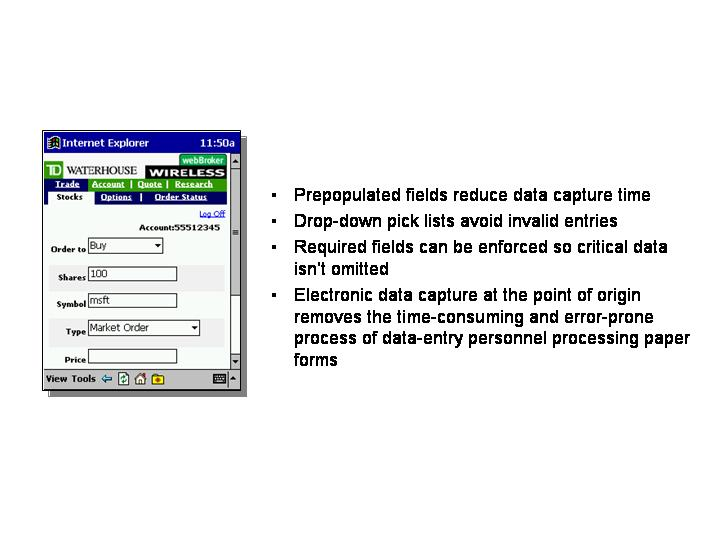 Internet Explorer 11:50a
webBroker
TD WATERHOUSE WIRELESS
Trade Account | Quote | Research
Stocks Options | Order Status
Log Off
Account:55512345
Order to Buy
Shares 100
Symbol msft
Type Market Order
Price
View Tools
▪ Prepopulated fields reduce data capture time
▪ Drop-down pick lists avoid invalid entries
▪ Required fields can be enforced so critical data
isn't omitted
▪ Electronic data capture at the point of origin
removes the time-consuming and error-prone
process of data-entry personnel processing paper
forms